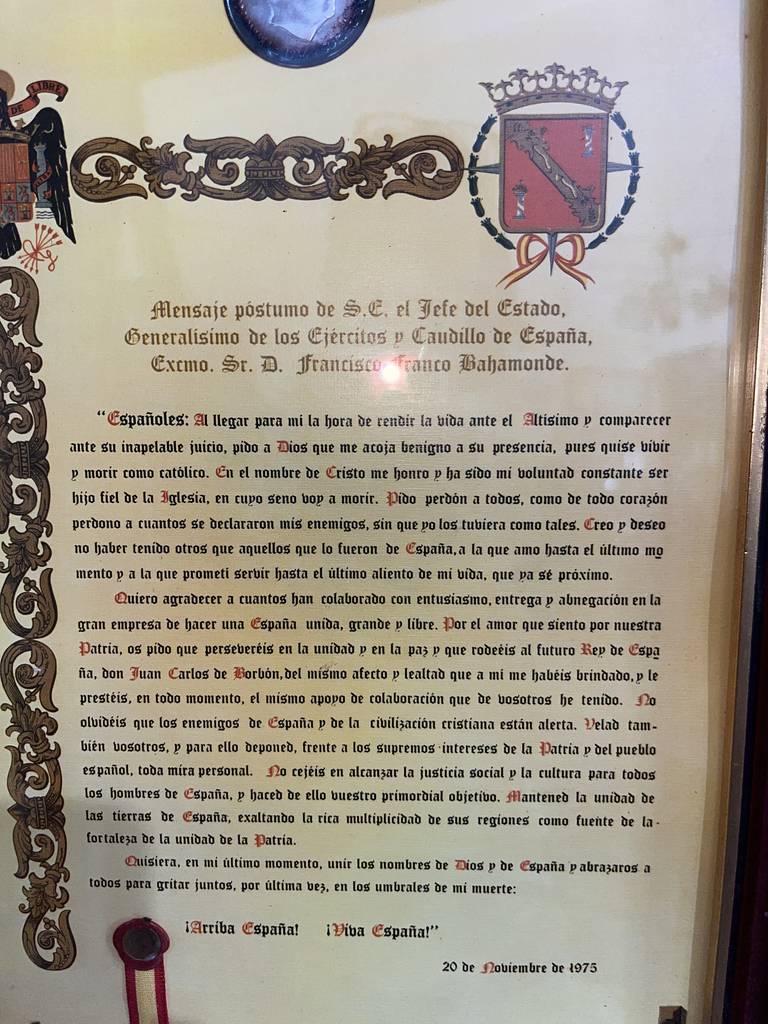 DE LIBRE
Mensaje póstumo de S.E. el Jefe del Estado,
Generalísimo de los Ejércitos y Caudillo de España,
Excmo. Sr. D. Francisco Franco Bahamonde.
“Españoles: Al llegar para mi la hora de rendir la vida ante el Altísimo y comparecer
ante su inapelable juicio, pido a Dios que me acoja benigno a su presencia, pues quise vivir
y morir como católico. En el nombre de Cristo me honro y ha sido mi voluntad constante ser
hijo fiel de la Iglesia, en cuyo seno voy a morir. Pido perdón a todos, como de todo corazón
perdono a cuantos se declararon mis enemigos, sin que yo los tuviera como tales. Creo y deseo
no haber tenido otros que aquellos que lo fueron de España, a la que amo hasta el último mo
mento y a la que prometí servir hasta el último aliento de mi vida, que ya sé próximo.
Quiero agradecer a cuantos han colaborado con entusiasmo, entrega y abnegación en la
gran empresa de hacer una España unida, grande y libre. Por el amor que siento por nuestra
Patria, os pido que perseveréis en la unidad y en la paz y que rodeéis al futuro Rey de Espa
ña, don Juan Carlos de Borbón, del mismo afecto y lealtad que a mi me habéis brindado, y le
prestéis, en todo momento, el mismo apoyo de colaboración que de vosotros he tenido. No
olvidéis que los enemigos de España y de la civilización cristiana están alerta. Velad tam-
bién vosotros, y para ello deponed, frente a los supremos intereses de la Patria y del pueblo
español, toda mira personal. No cejéis en alcanzar la justicia social y la cultura para todos
los hombres de España, y haced de ello vuestro primordial objetivo. Mantened la unidad de
las tierras de España, exaltando la rica multiplicidad de sus regiones como fuente de la-
fortaleza de la unidad de la Patria.
Quisiera, en mi último momento, unir los nombres de Dios y de España y abrazaros a
todos para gritar juntos, por última vez, en los umbrales de mi muerte:
¡Arriba España! ¡Viva España!”
20 de Noviembre de 1975